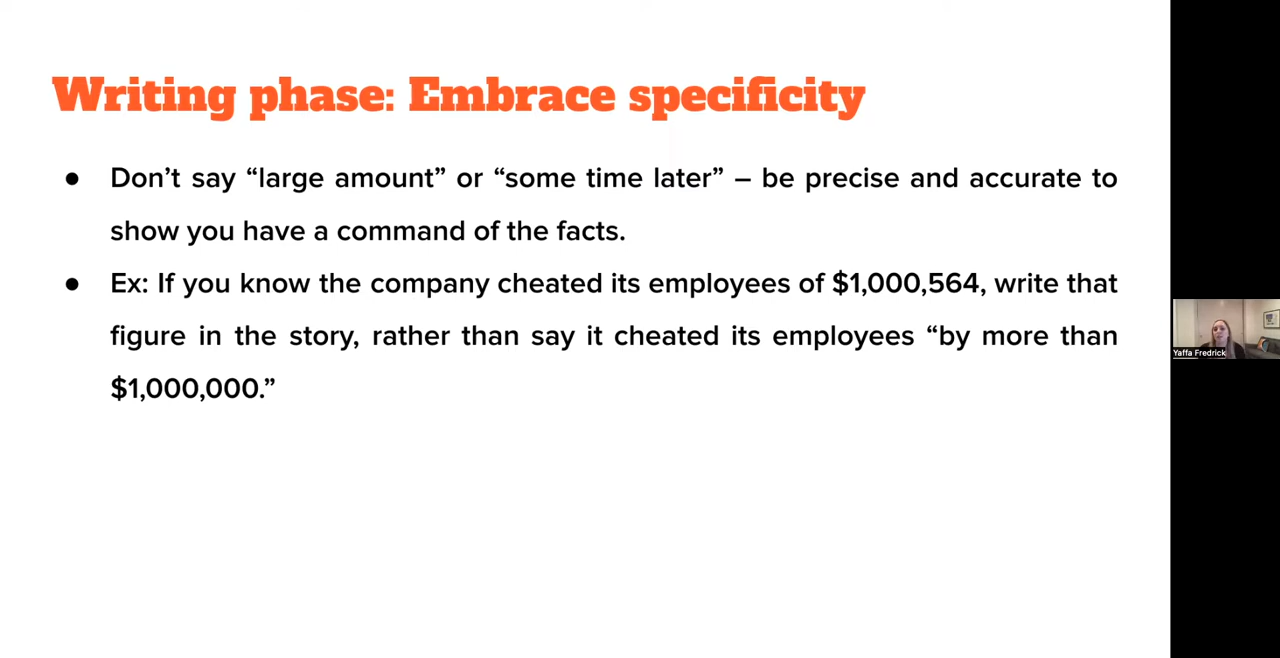 Writing phase: Embrace specificity
● Don’t say “large amount” or “some time later” – be precise and accurate to
show you have a command of the facts.
● Ex: If you know the company cheated its employees of $1,000,564, write that
figure in the story, rather than say it cheated its employees “by more than
$1,000,000.”
Yaffa Fredrick